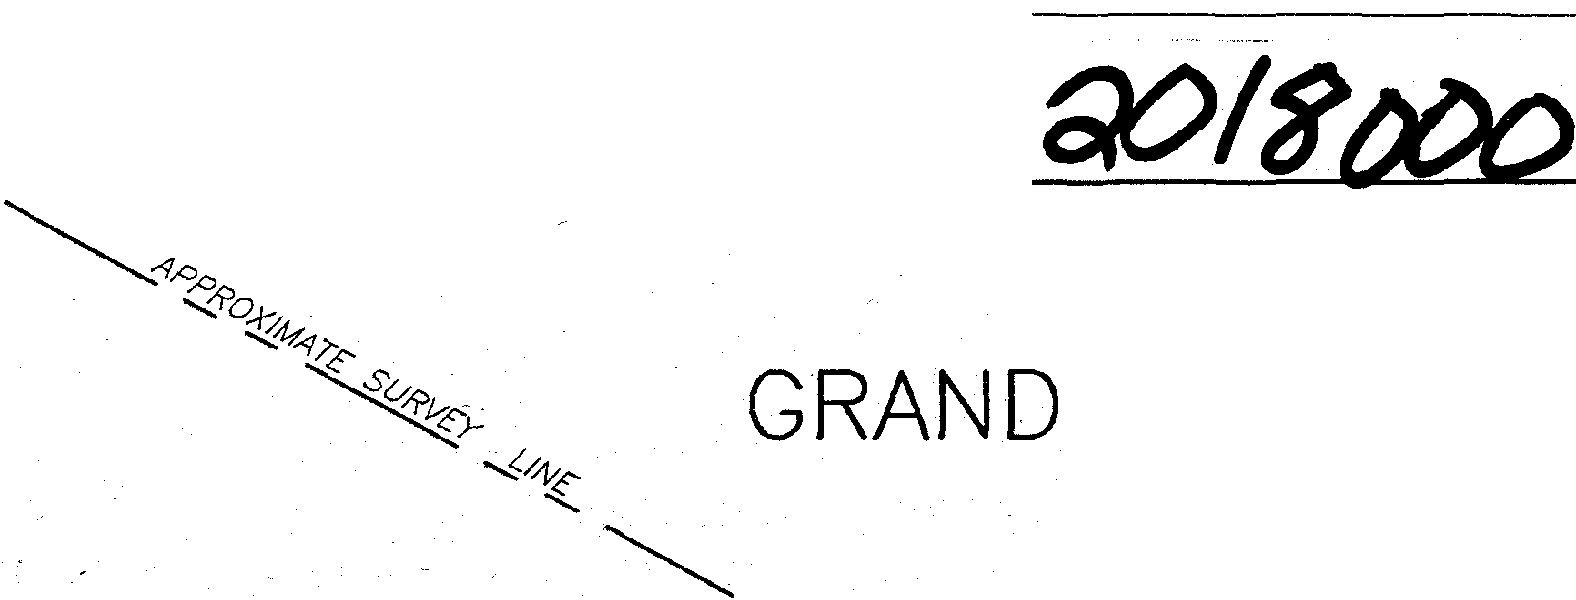 2018000
APPROXIMATE SURVEY LINE
GRAND